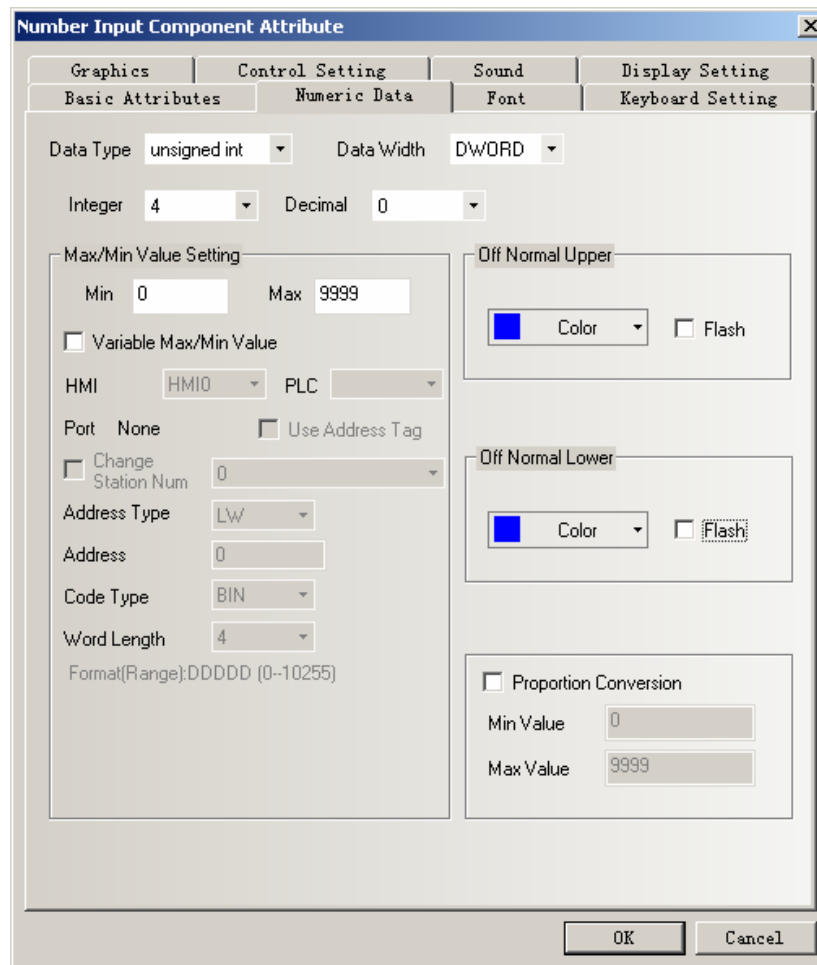 Number Input Component Attribute
Graphics Control Setting Sound Display Setting
Basic Attributes Numeric Data Font Keyboard Setting
Data Type unsigned int Data Width DWORD
Integer 4 Decimal 0
Max/Min Value Setting
Min 0 Max 9999
Variable Max/Min Value
HMI HMI0 PLC
Port None Use Address Tag
Change
Station Num 0
Address Type LW
Address 0
Code Type BIN
Word Length 4
Format(Range):DDDDD (0--10255)
Off Normal Upper
Color Flash
Off Normal Lower
Color Flash
Proportion Conversion
Min Value 0
Max Value 9999
OK Cancel